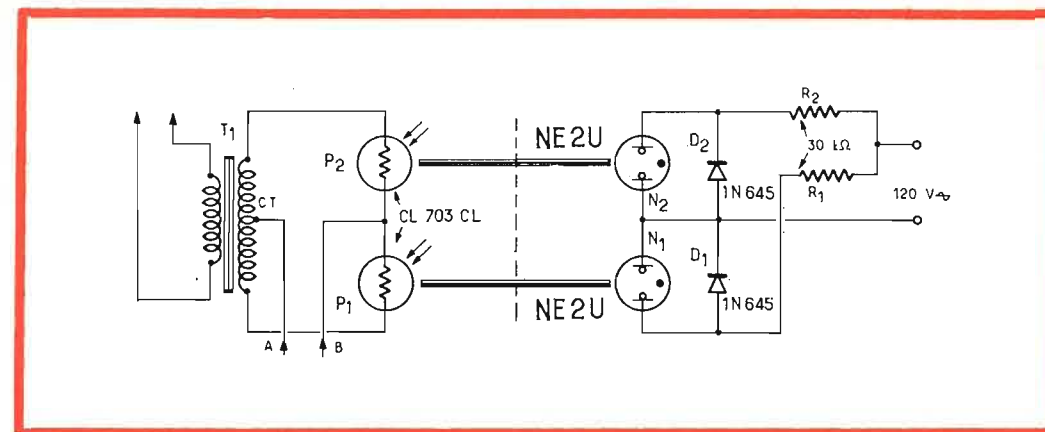 T1
CT
A
B
P2
CL 703 CL
P1
NE2U
NE2U
N2
N1
D2
1N645
D1
1N645
R2
30 kΩ
R1
120 V~